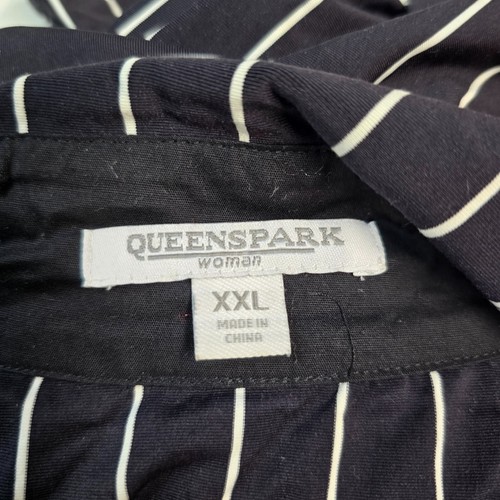 QUEENSPARK
woman
XXL
MADE IN
CHINA